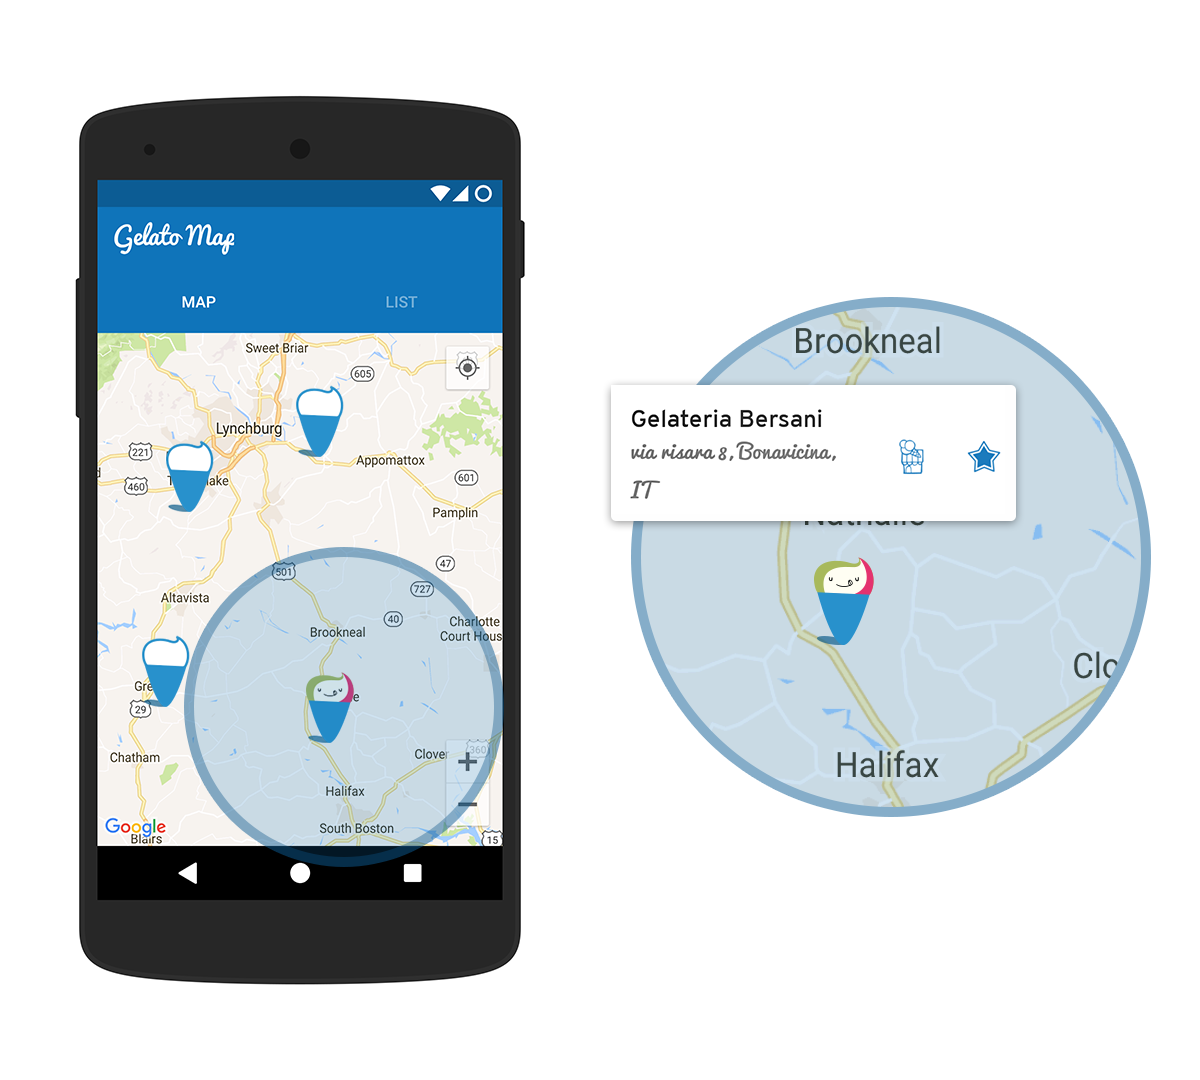 Gelato Map
MAP
LIST
Sweet Briar
605
Lynchburg
221
Appomattox
460
601
Pamplin
501
47
727
Altavista
40
Charlotte
Court Hous
Brookneal
Gre
29
Chatham
Clover
360
+
−
Halifax
Google
South Boston
Blairs
15
Brookneal
Gelateria Bersani
via risara 8, Bonavicina,
IT
Nathalie
Clo
Halifax